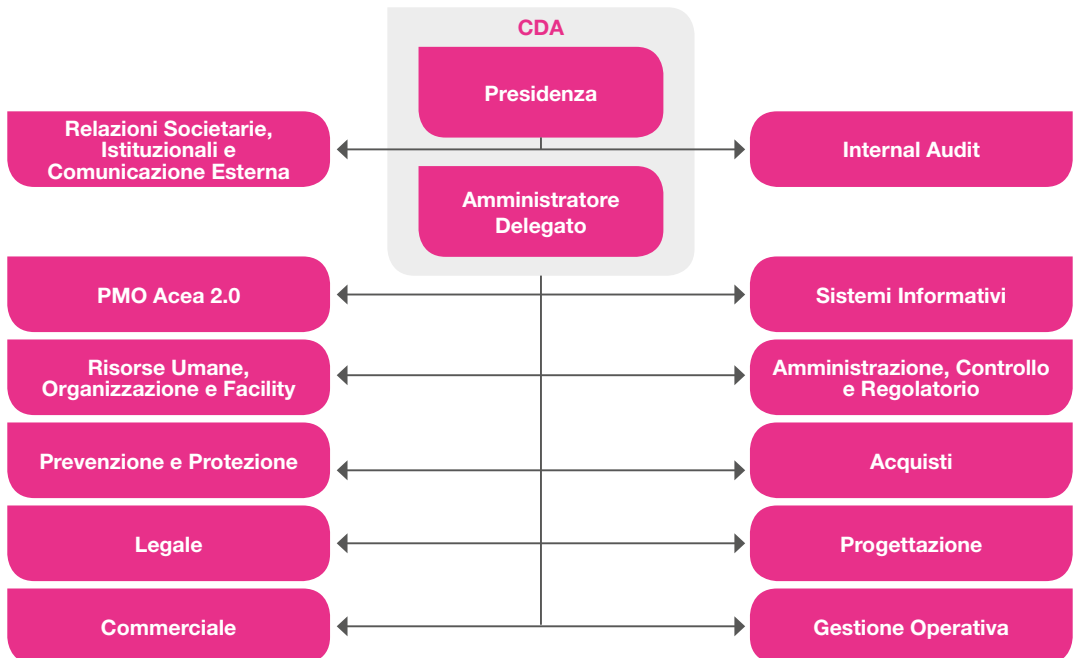 CDA
Presidenza
Relazioni Societarie,
Istituzionali e
Comunicazione Esterna
Internal Audit
Amministratore
Delegato
PMO Acea 2.0
Sistemi Informativi
Risorse Umane,
Organizzazione e Facility
Amministrazione, Controllo
e Regolatorio
Prevenzione e Protezione
Acquisti
Legale
Progettazione
Commerciale
Gestione Operativa